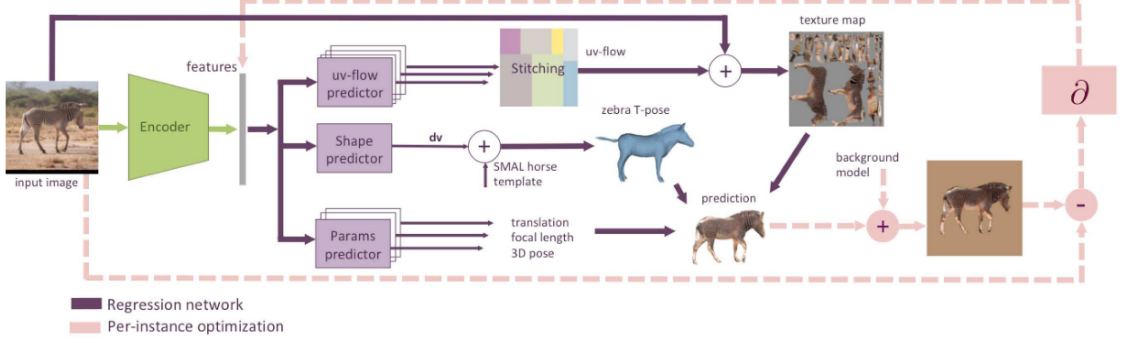 texture map
features
uv-flow
predictor
Stitching
uv-flow
+
∂
zebra T-pose
Encoder
Shape
predictor
dv
+
SMAL horse
template
input image
background
model
prediction
Params
predictor
translation
focal length
3D pose
+
-
Regression network
Per-instance optimization